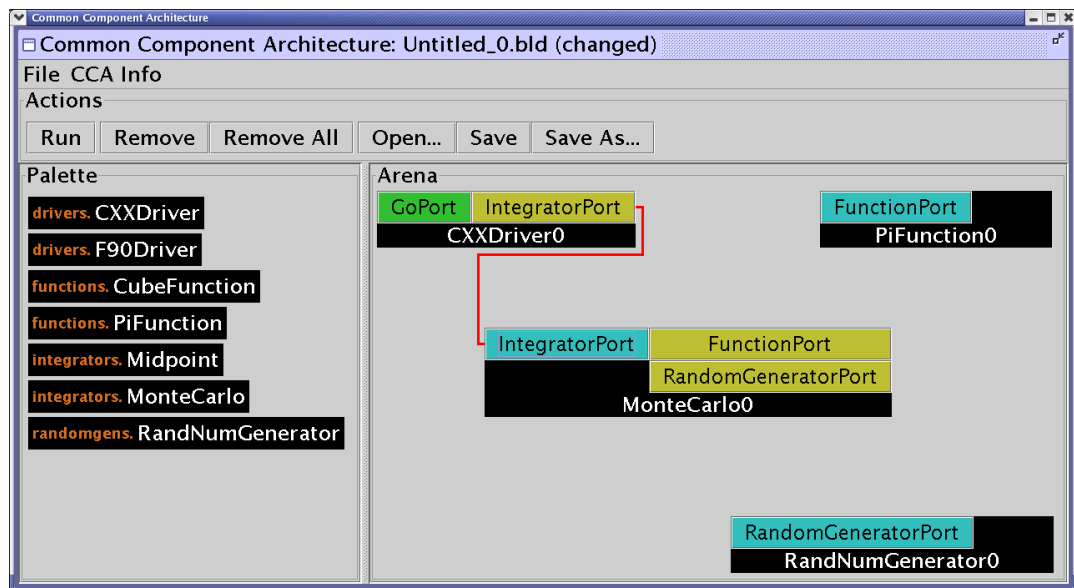 Common Component Architecture
Common Component Architecture: Untitled_0.bld (changed)
File CCA Info
Actions
Run Remove Remove All Open... Save Save As...
Palette
drivers. CXXDriver
drivers. F90Driver
functions. CubeFunction
functions. PiFunction
integrators. Midpoint
integrators. MonteCarlo
randomgens. RandNumGenerator
Arena
GoPort IntegratorPort
CXXDriver0
FunctionPort
PiFunction0
IntegratorPort FunctionPort
RandomGeneratorPort
MonteCarlo0
RandomGeneratorPort
RandNumGenerator0